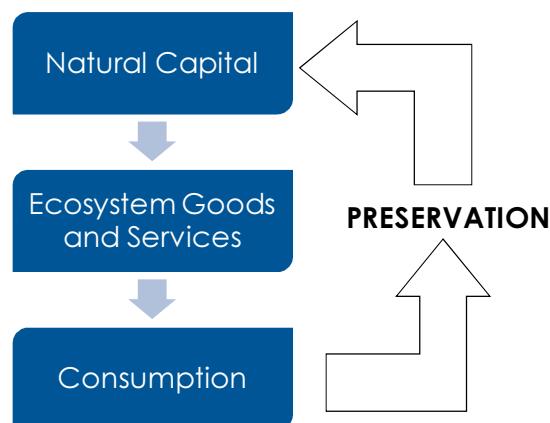 Natural Capital
Ecosystem Goods
and Services
PRESERVATION
Consumption